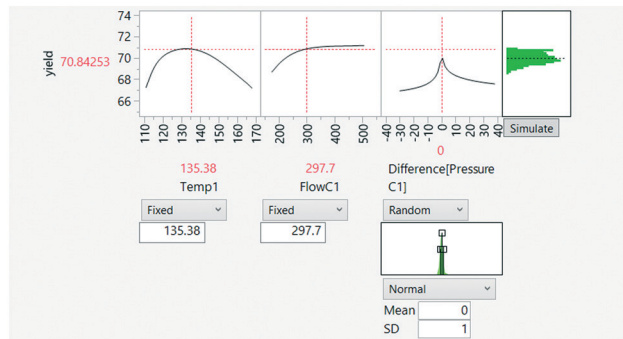 74
72
70
68
66
yield
70.84253
110
120
130
140
150
160
170
200
300
400
500
-40
-30
-20
-10
0
10
20
30
40
Simulate
135.38
Temp1
297.7
FlowC1
0
Difference[Pressure
C1]
Fixed
Fixed
Random
135.38
297.7
Normal
Mean 0
SD 1